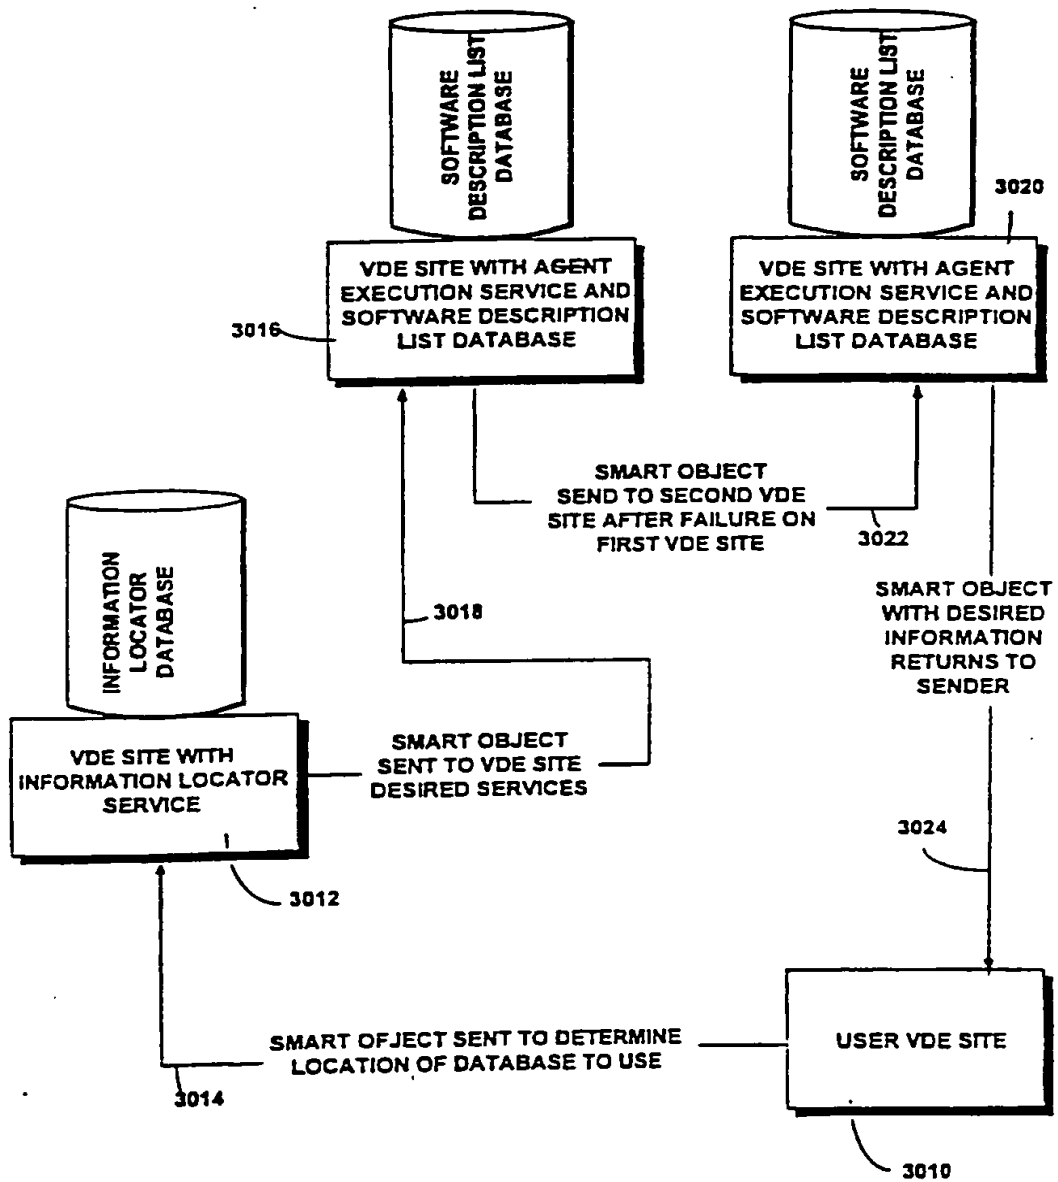 SOFTWARE
DESCRIPTION LIST
DATABASE
SOFTWARE
DESCRIPTION LIST
DATABASE
3020
VDE SITE WITH AGENT
EXECUTION SERVICE AND
SOFTWARE DESCRIPTION
LIST DATABASE
3016
VDE SITE WITH AGENT
EXECUTION SERVICE AND
SOFTWARE DESCRIPTION
LIST DATABASE
SMART OBJECT
SEND TO SECOND VDE
SITE AFTER FAILURE ON
FIRST VDE SITE
3022
INFORMATION
LOCATOR
DATABASE
3018
SMART OBJECT
WITH DESIRED
INFORMATION
RETURNS TO
SENDER
VDE SITE WITH
INFORMATION LOCATOR
SERVICE
SMART OBJECT
SENT TO VDE SITE
DESIRED SERVICES
3024
3012
SMART OFJECT SENT TO DETERMINE
LOCATION OF DATABASE TO USE
3014
USER VDE SITE
3010